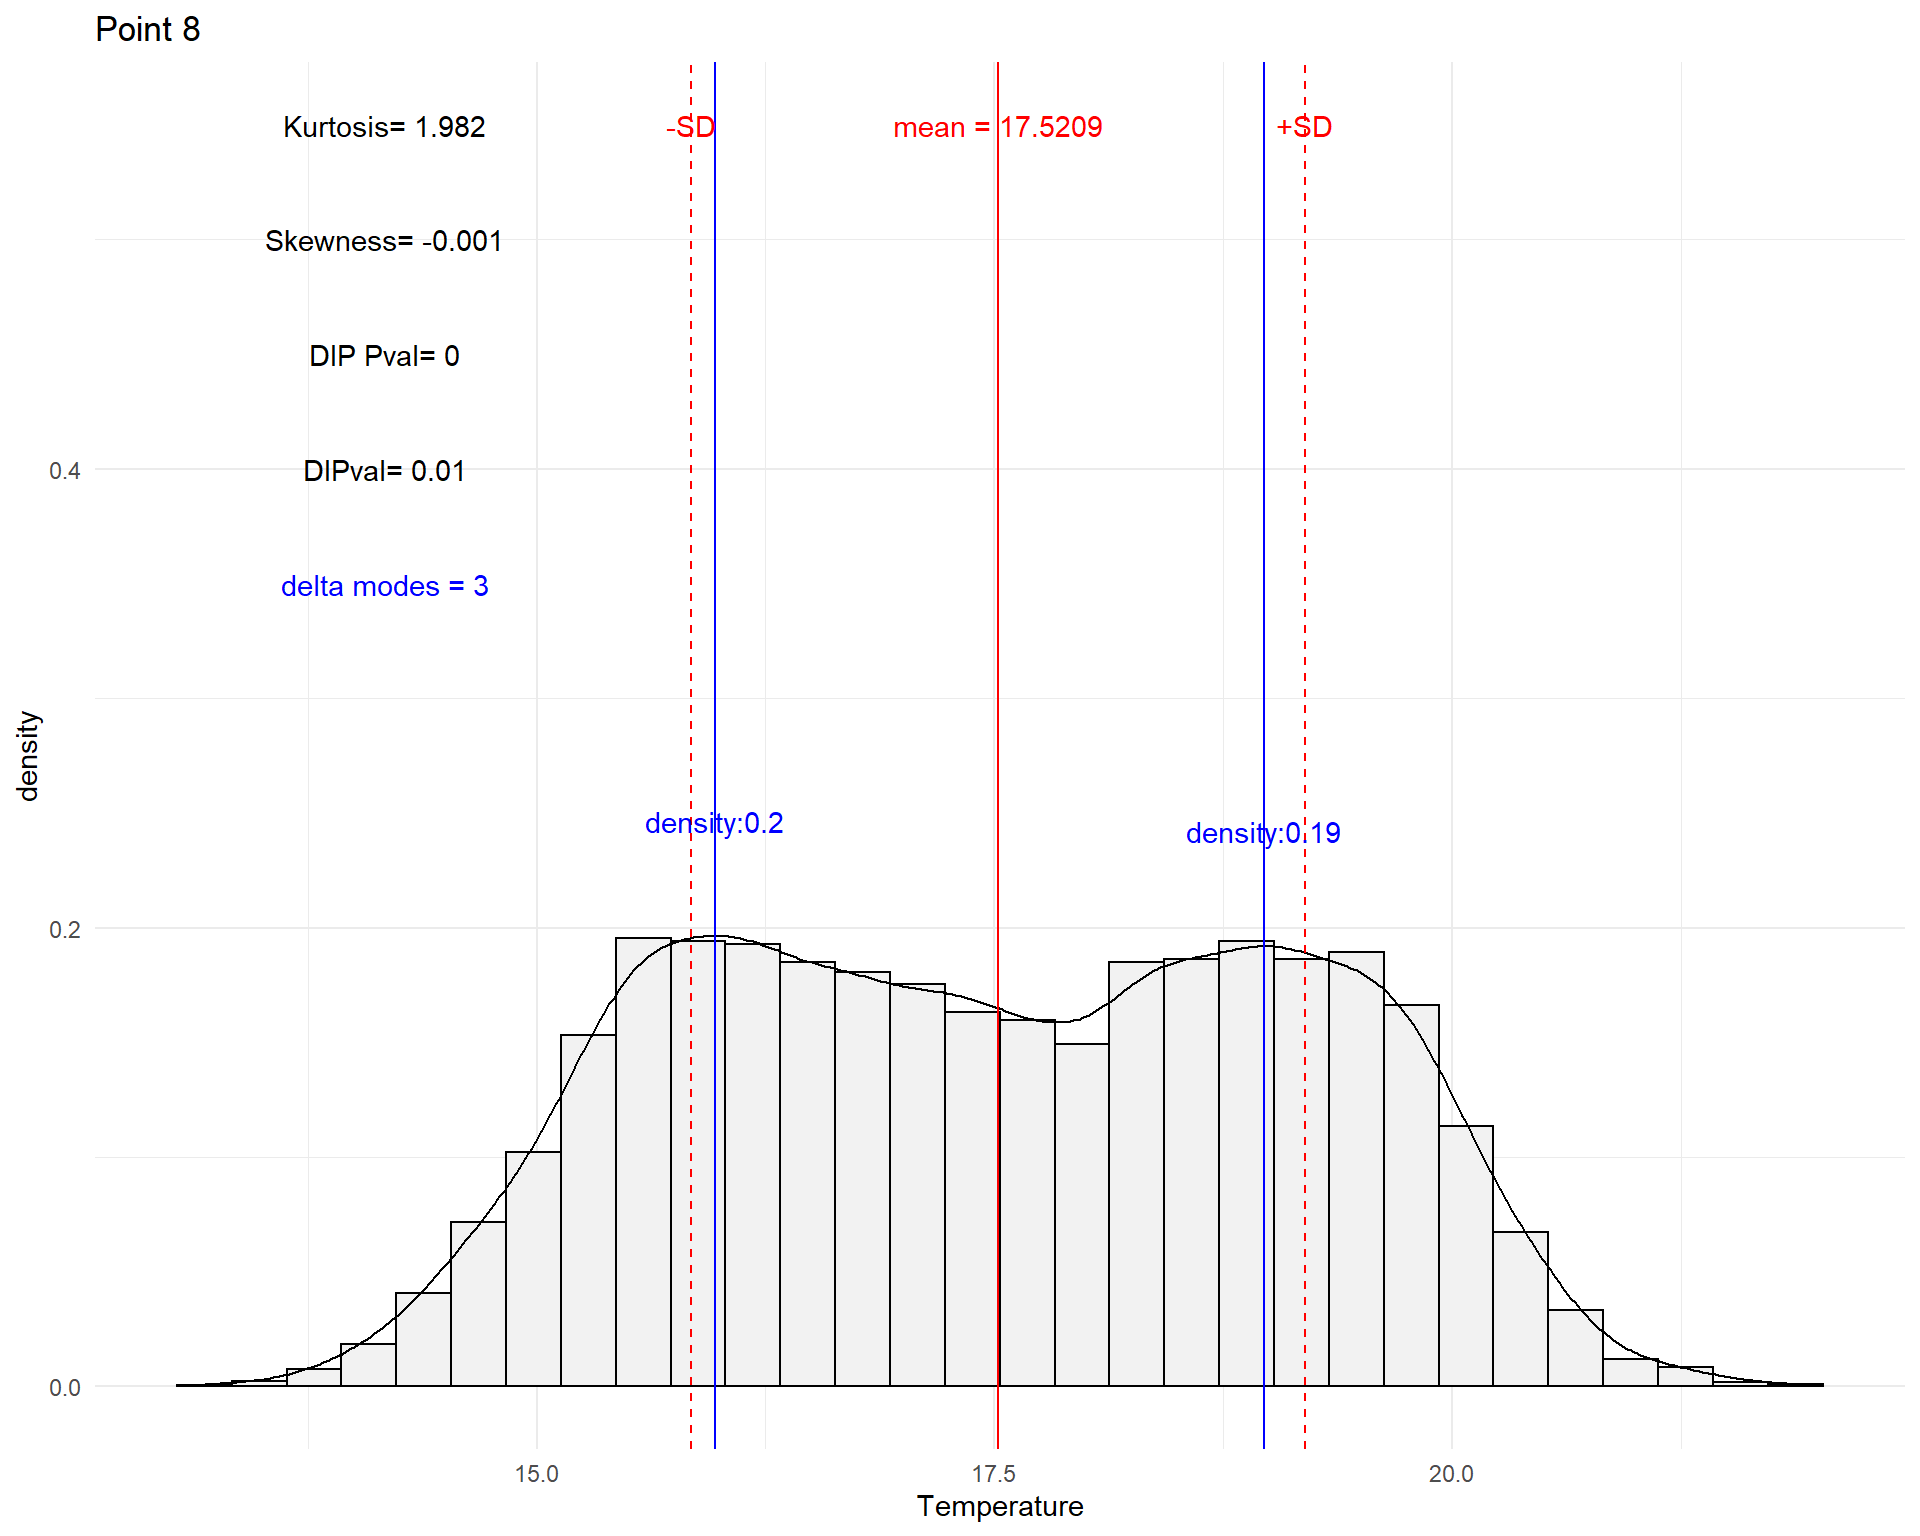 Point 8
Kurtosis= 1.982
-SD
mean = 17.5209
+SD
Skewness= -0.001
DIP Pval= 0
DIPval= 0.01
delta modes = 3
density:0.2
density:0.19
density
0.4
0.2
0.0
15.0
17.5
20.0
Temperature